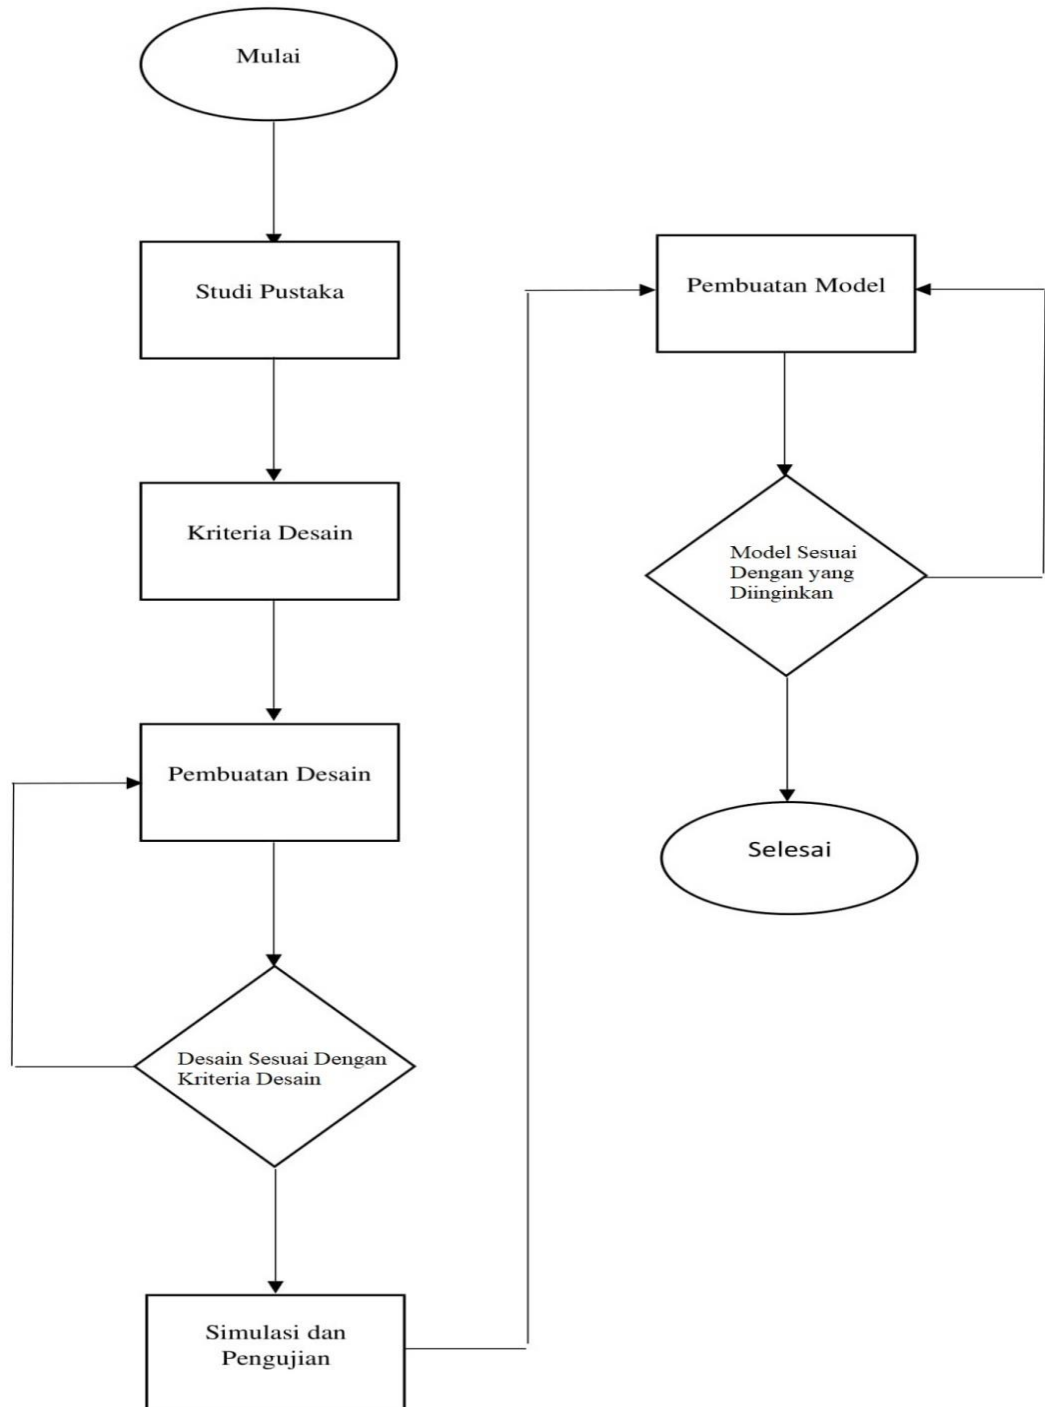 Mulai
Studi Pustaka
Kriteria Desain
Pembuatan Desain
Desain Sesuai Dengan
Kriteria Desain
Simulasi dan
Pengujian
Pembuatan Model
Model Sesuai
Dengan yang
Diinginkan
Selesai